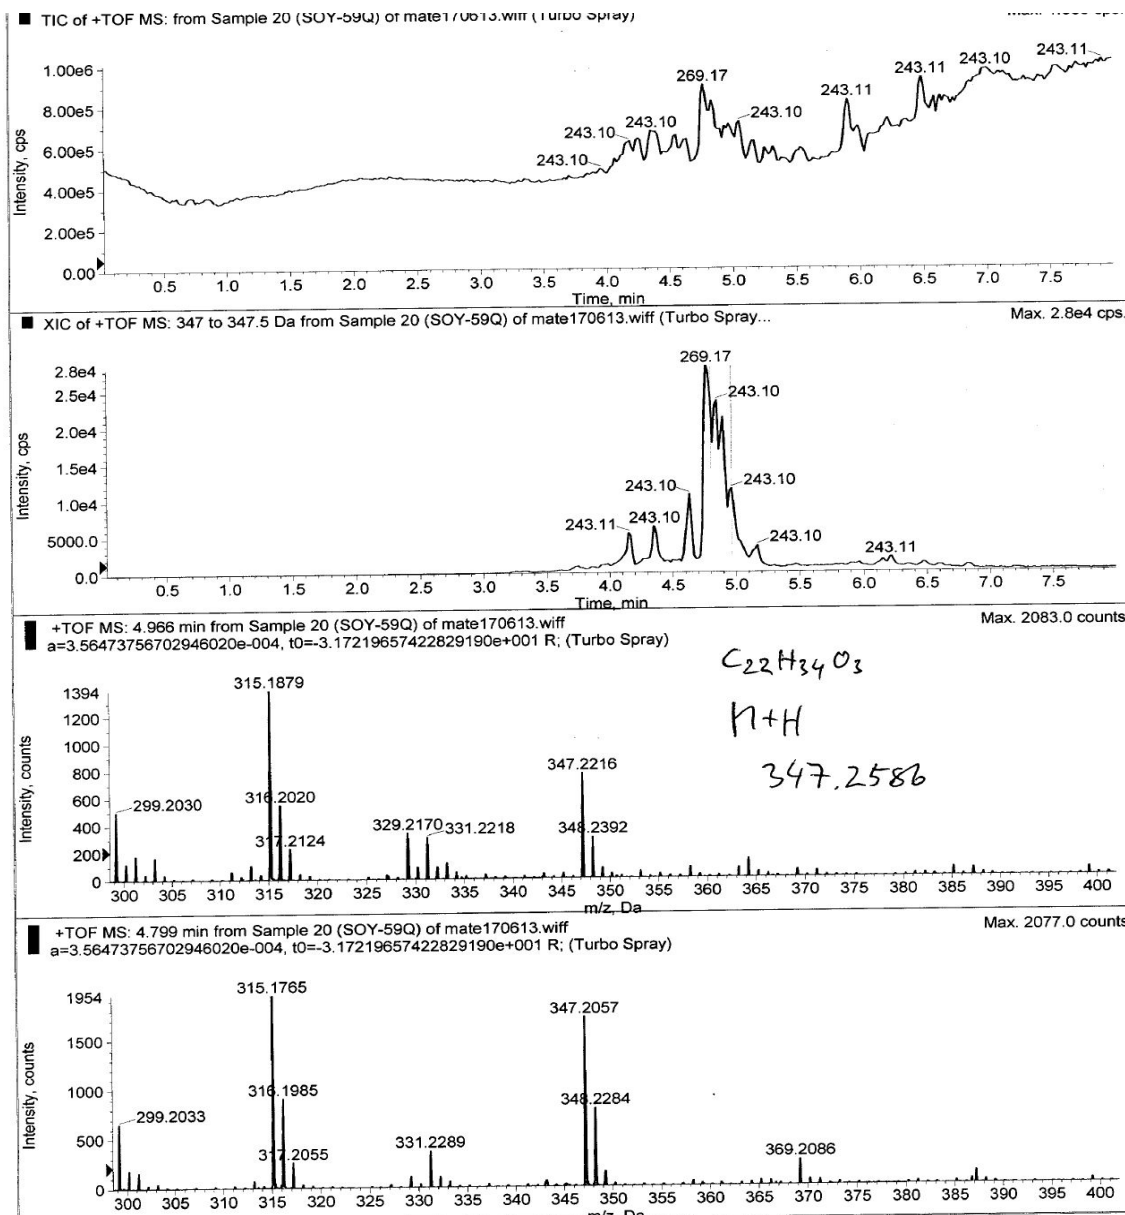 TIC of +TOF MS: from Sample 20 (SOY-59Q) of mate170613.wiff (Turbo Spray)
Intensity, cps
1.00e6
8.00e5
6.00e5
4.00e5
2.00e5
0.00
243.10
243.10
243.10
269.17
243.10
243.11
243.11
243.10
243.11
0.5 1.0 1.5 2.0 2.5 3.0 3.5 4.0 4.5 5.0 5.5 6.0 6.5 7.0 7.5
Time, min
XIC of +TOF MS: 347 to 347.5 Da from Sample 20 (SOY-59Q) of mate170613.wiff (Turbo Spray...
Max. 2.8e4 cps.
Intensity, cps
2.8e4
2.5e4
2.0e4
1.5e4
1.0e4
5000.0
0.0
269.17
243.10
243.10
243.10
243.11
243.10
243.10
243.11
0.5 1.0 1.5 2.0 2.5 3.0 3.5 4.0 4.5 5.0 5.5 6.0 6.5 7.0 7.5
Time, min
+TOF MS: 4.966 min from Sample 20 (SOY-59Q) of mate170613.wiff
Max. 2083.0 counts
a=3.56473756702946020e-004, t0=-3.17219657422829190e+001 R; (Turbo Spray)
C22H34O3
M+H
347.2586
Intensity, counts
1394
1200
1000
800
600
400
200
0
315.1879
299.2030
316.2020
317.2124
329.2170
331.2218
347.2216
348.2392
300 305 310 315 320 325 330 335 340 345 350 355 360 365 370 375 380 385 390 395 400
m/z, Da
+TOF MS: 4.799 min from Sample 20 (SOY-59Q) of mate170613.wiff
Max. 2077.0 counts
a=3.56473756702946020e-004, t0=-3.17219657422829190e+001 R; (Turbo Spray)
Intensity, counts
1954
1500
1000
500
0
315.1765
299.2033
316.1985
317.2055
331.2289
347.2057
348.2284
369.2086
300 305 310 315 320 325 330 335 340 345 350 355 360 365 370 375 380 385 390 395 400
m/z, Da